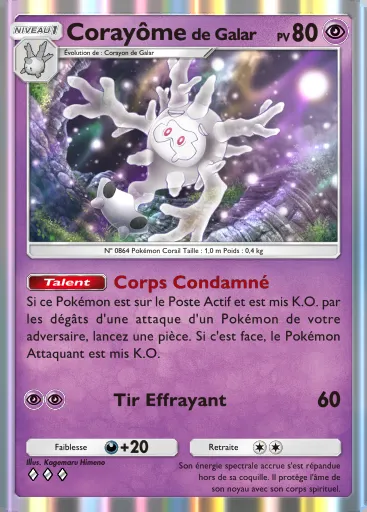 NIVEAU 1
Corayôme de Galar PV 80
Évolution de : Corayon de Galar
N° 0864 Pokémon Corail Taille : 1,0 m Poids : 0,4 kg
Talent Corps Condamné
Si ce Pokémon est sur le Poste Actif et est mis K.O. par
les dégâts d'une attaque d'un Pokémon de votre
adversaire, lancez une pièce. Si c'est face, le Pokémon
Attaquant est mis K.O.
Tir Effrayant 60
Faiblesse +20 Retraite
Illus. Kagemaru Himeno
Son énergie spectrale accrue s'est répandue
hors de sa coquille. Il protège l'âme de
son noyau avec son corps spirituel.